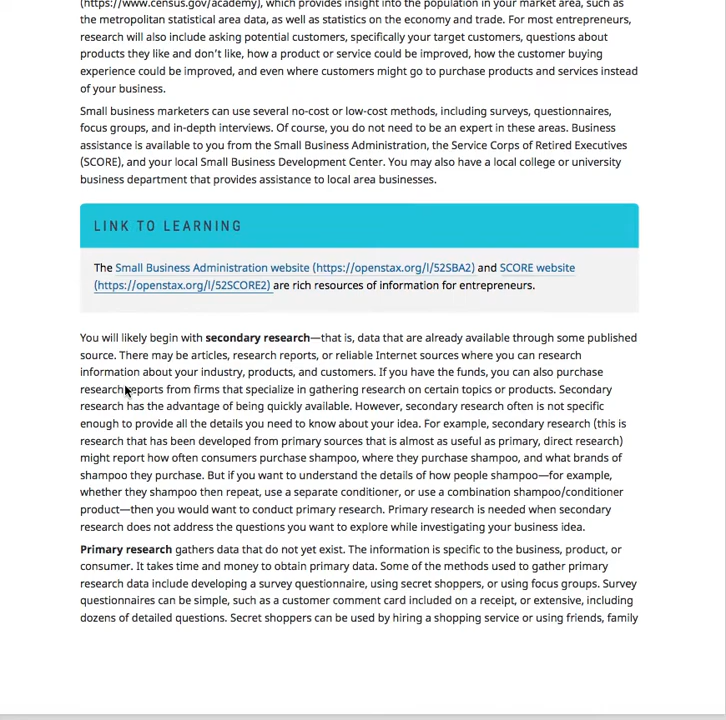 (https://www.census.gov/academy), which provides insight into the population in your market area, such as
the metropolitan statistical area data, as well as statistics on the economy and trade. For most entrepreneurs,
research will also include asking potential customers, specifically your target customers, questions about
products they like and don’t like, how a product or service could be improved, how the customer buying
experience could be improved, and even where customers might go to purchase products and services instead
of your business.
Small business marketers can use several no-cost or low-cost methods, including surveys, questionnaires,
focus groups, and in-depth interviews. Of course, you do not need to be an expert in these areas. Business
assistance is available to you from the Small Business Administration, the Service Corps of Retired Executives
(SCORE), and your local Small Business Development Center. You may also have a local college or university
business department that provides assistance to local area businesses.
LINK TO LEARNING
The Small Business Administration website (https://openstax.org/l/52SBA2) and SCORE website
(https://openstax.org/l/52SCORE2) are rich resources of information for entrepreneurs.
You will likely begin with secondary research—that is, data that are already available through some published
source. There may be articles, research reports, or reliable Internet sources where you can research
information about your industry, products, and customers. If you have the funds, you can also purchase
research reports from firms that specialize in gathering research on certain topics or products. Secondary
research has the advantage of being quickly available. However, secondary research often is not specific
enough to provide all the details you need to know about your idea. For example, secondary research (this is
research that has been developed from primary sources that is almost as useful as primary, direct research)
might report how often consumers purchase shampoo, where they purchase shampoo, and what brands of
shampoo they purchase. But if you want to understand the details of how people shampoo—for example,
whether they shampoo then repeat, use a separate conditioner, or use a combination shampoo/conditioner
product—then you would want to conduct primary research. Primary research is needed when secondary
research does not address the questions you want to explore while investigating your business idea.
Primary research gathers data that do not yet exist. The information is specific to the business, product, or
consumer. It takes time and money to obtain primary data. Some of the methods used to gather primary
research data include developing a survey questionnaire, using secret shoppers, or using focus groups. Survey
questionnaires can be simple, such as a customer comment card included on a receipt, or extensive, including
dozens of detailed questions. Secret shoppers can be used by hiring a shopping service or using friends, family